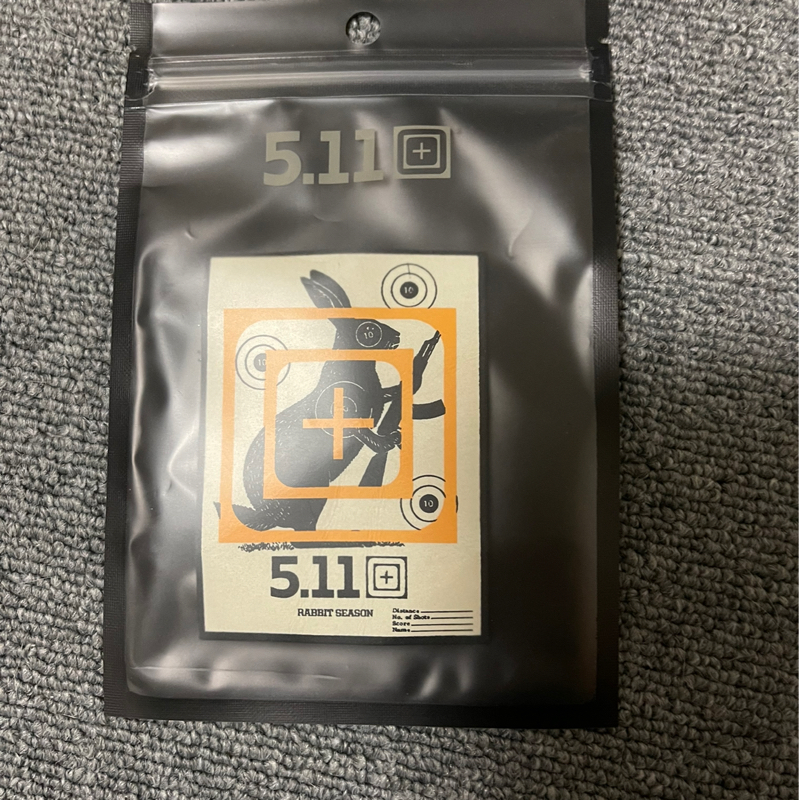 5.11
10
10
10
10
5.11
RABBIT SEASON
Distance
No. of Shots
Score
Name